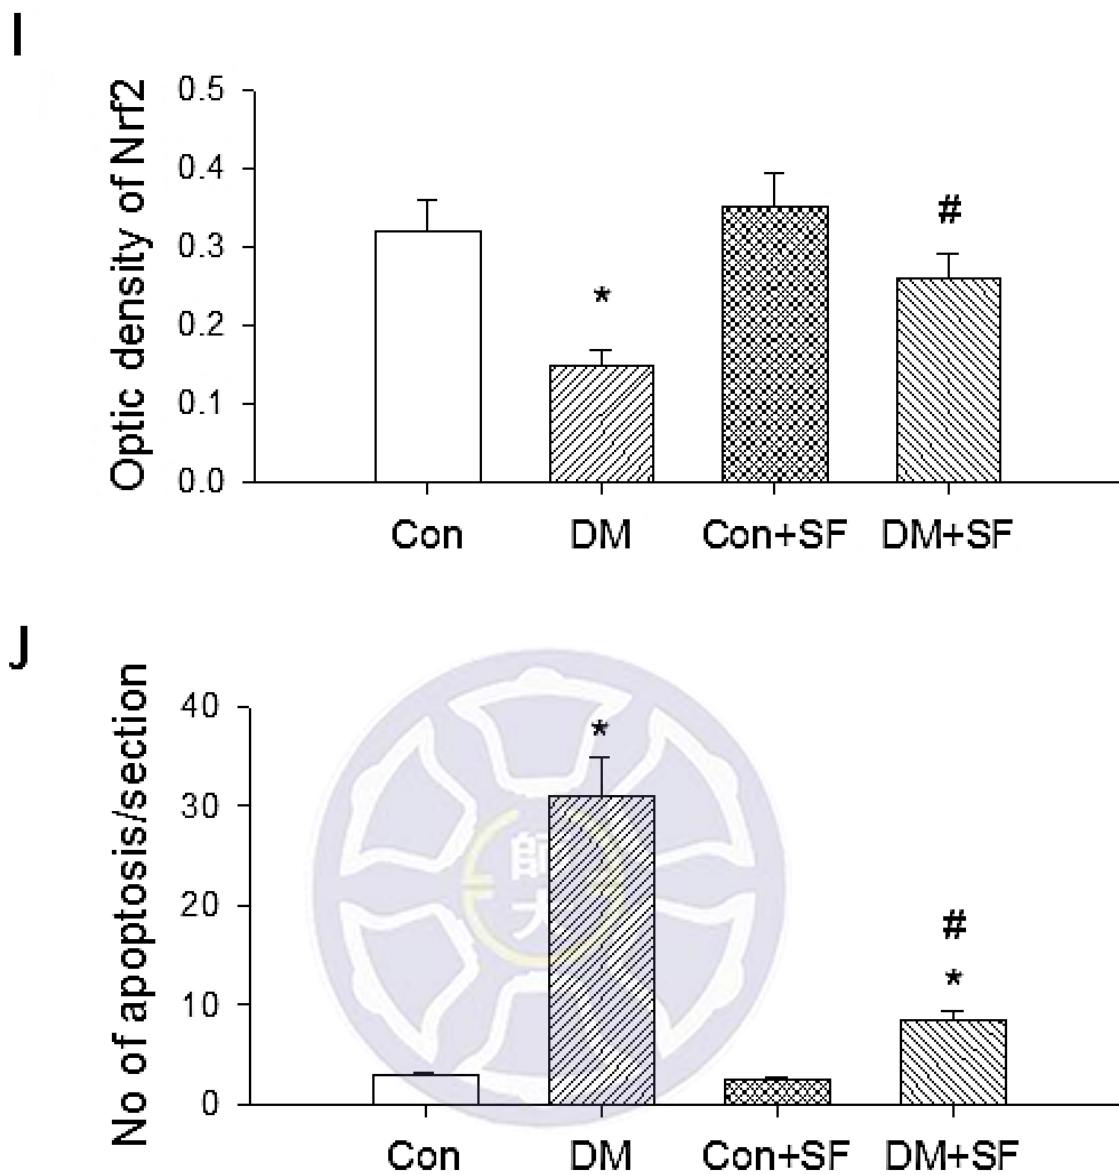 I
Optic density of Nrf2
0.5
0.4
0.3
0.2
0.1
0.0
*
#
Con DM Con+SF DM+SF
J
No of apoptosis/section
40
30
20
10
0
*
#
*
Con DM Con+SF DM+SF